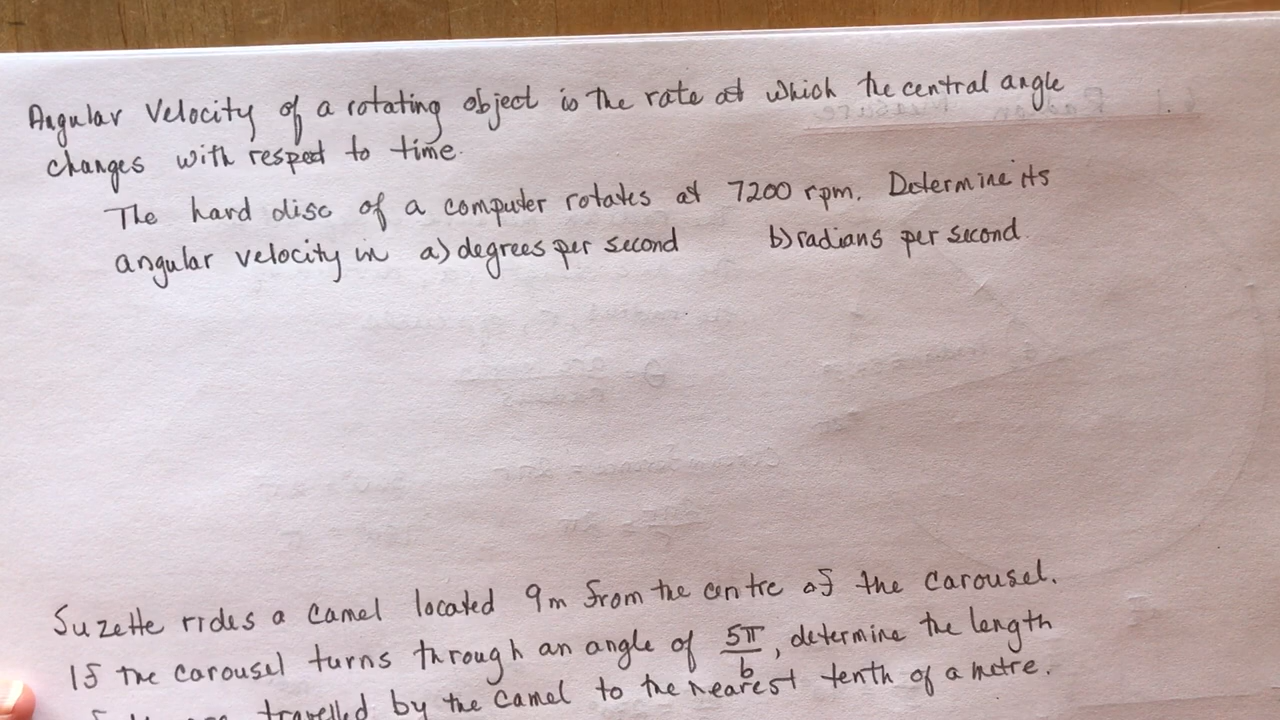 Angular Velocity of a rotating object is the rate at which the central angle
changes with respect to time.
The hard disc of a computer rotates at 7200 rpm. Determine its
angular velocity in a) degrees per second b) radians per second.
Suzette rides a camel located 9m from the centre of the carousel.
If the carousel turns through an angle of 5π/6, determine the length
travelled by the camel to the nearest tenth of a metre.